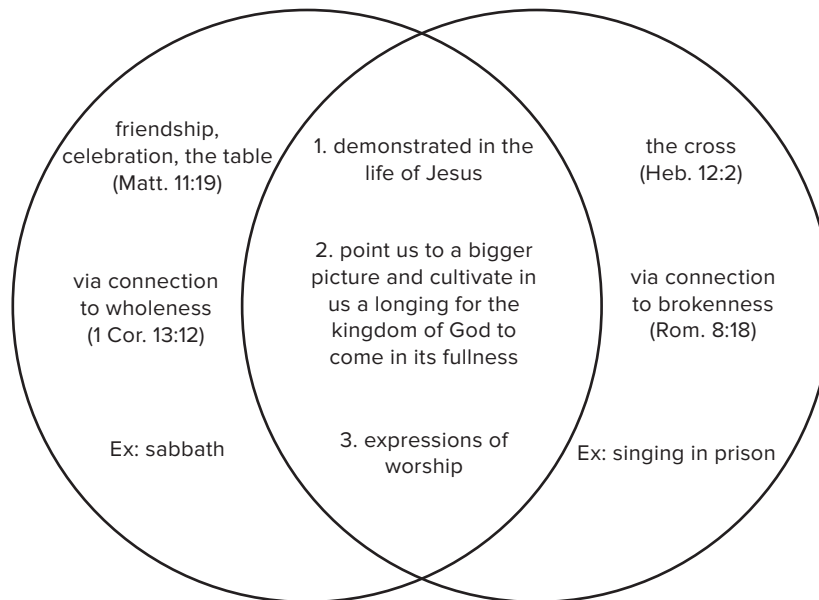 friendship,
celebration, the table
(Matt. 11:19)
via connection
to wholeness
(1 Cor. 13:12)
Ex: sabbath
1. demonstrated in the
life of Jesus
2. point us to a bigger
picture and cultivate in
us a longing for the
kingdom of God to
come in its fullness
3. expressions of
worship
the cross
(Heb. 12:2)
via connection
to brokenness
(Rom. 8:18)
Ex: singing in prison